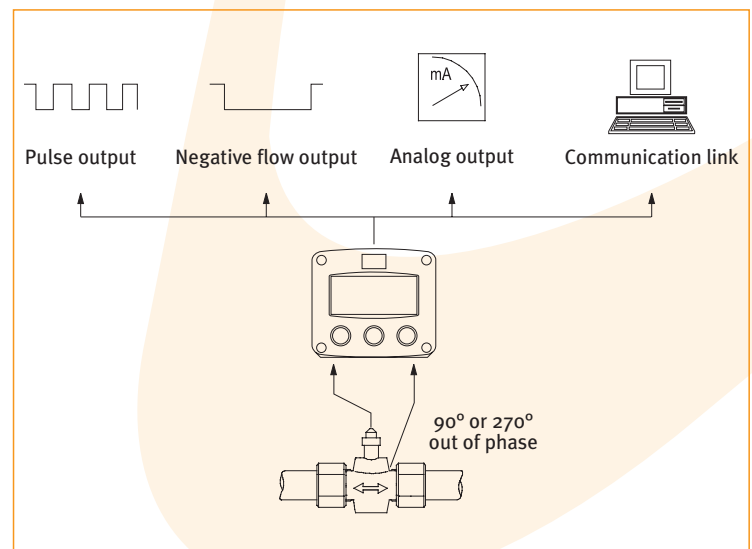 mA
Pulse output
Negative flow output
Analog output
Communication link
90° or 270°
out of phase